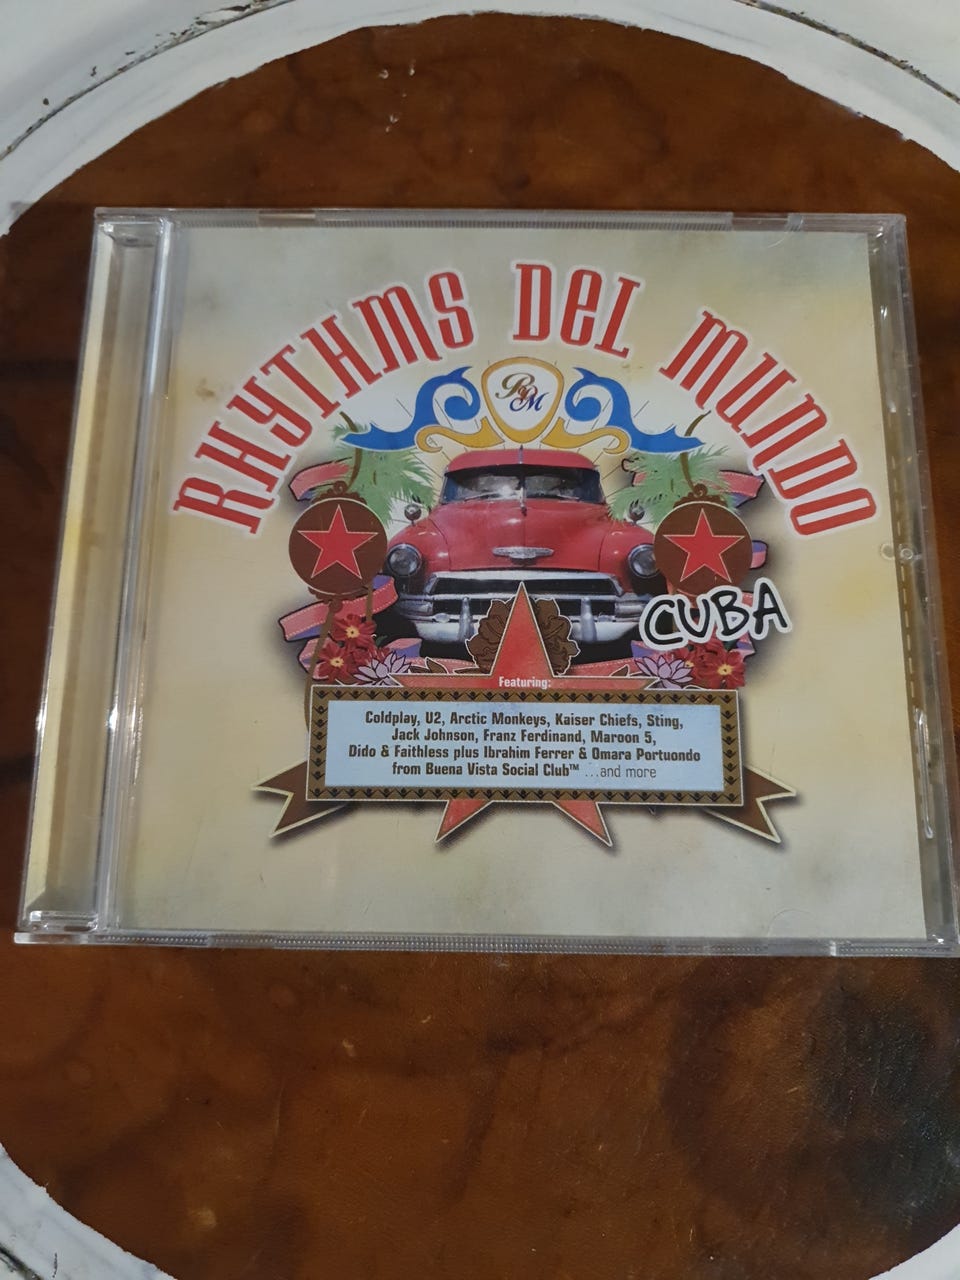 RHYTHMS DEL MUNDO
RDM
CUBA
Featuring:
Coldplay, U2, Arctic Monkeys, Kaiser Chiefs, Sting,
Jack Johnson, Franz Ferdinand, Maroon 5,
Dido & Faithless plus Ibrahim Ferrer & Omara Portuondo
from Buena Vista Social Club™ ...and more